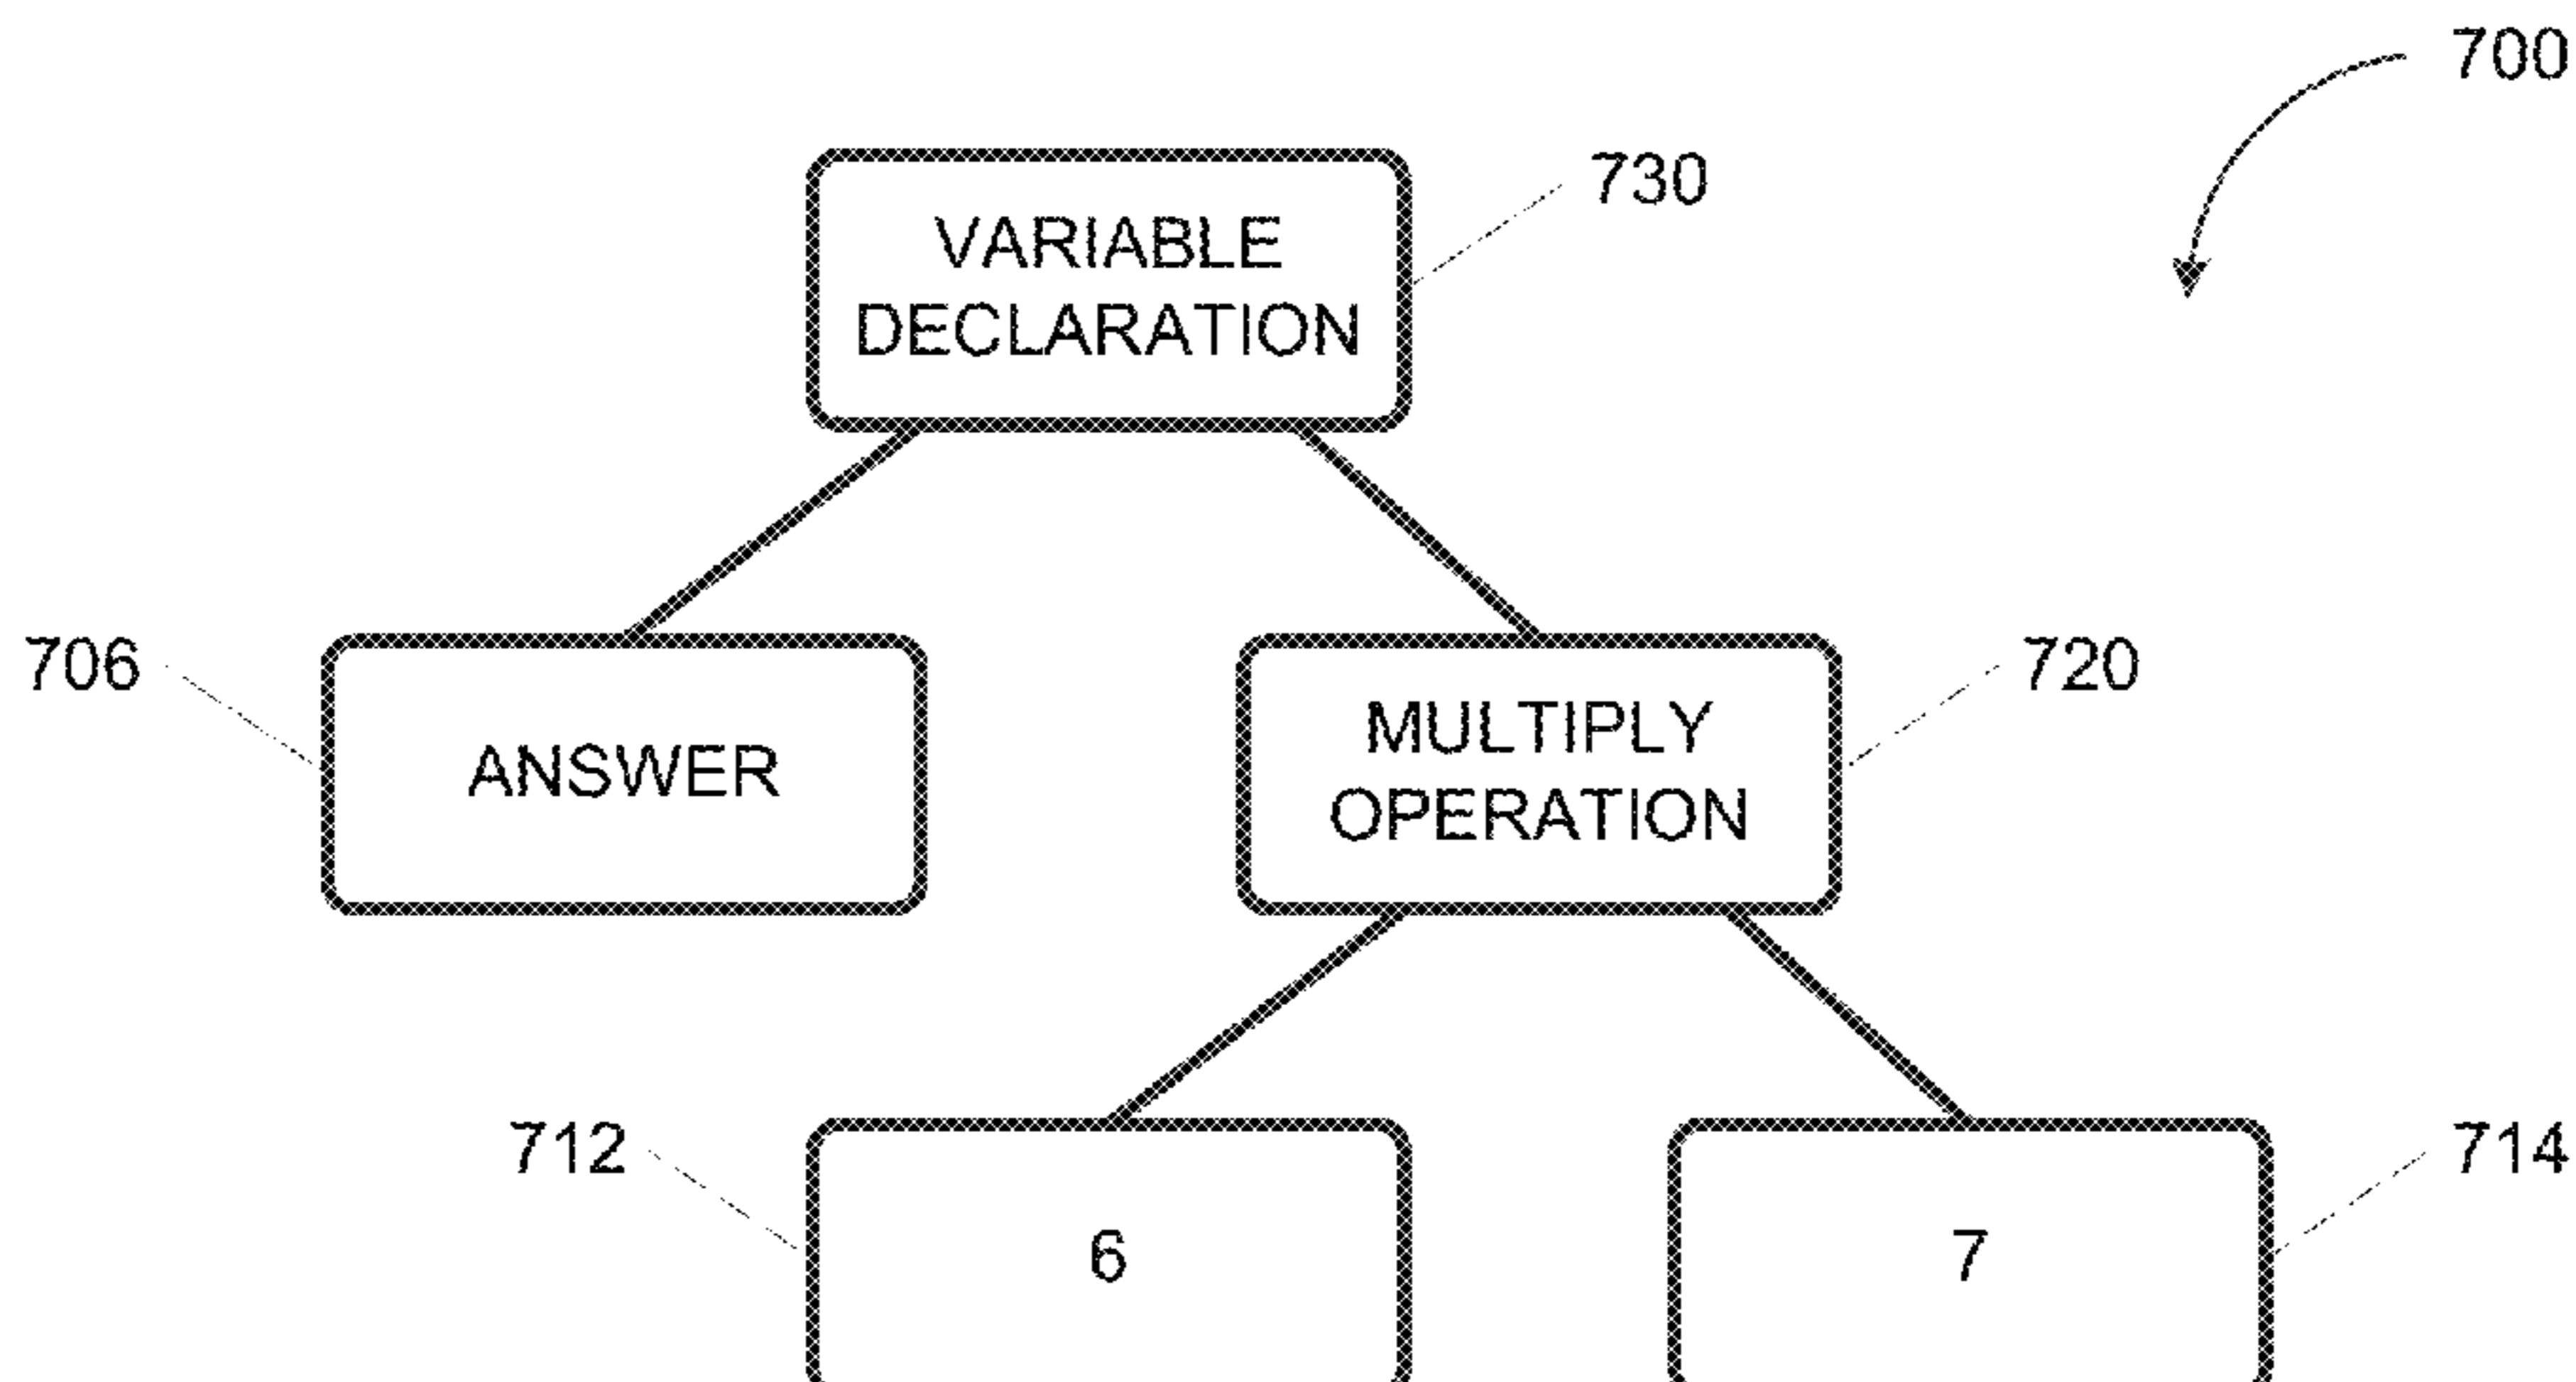 700
730
VARIABLE
DECLARATION
706
720
ANSWER
MULTIPLY
OPERATION
712
714
6
7